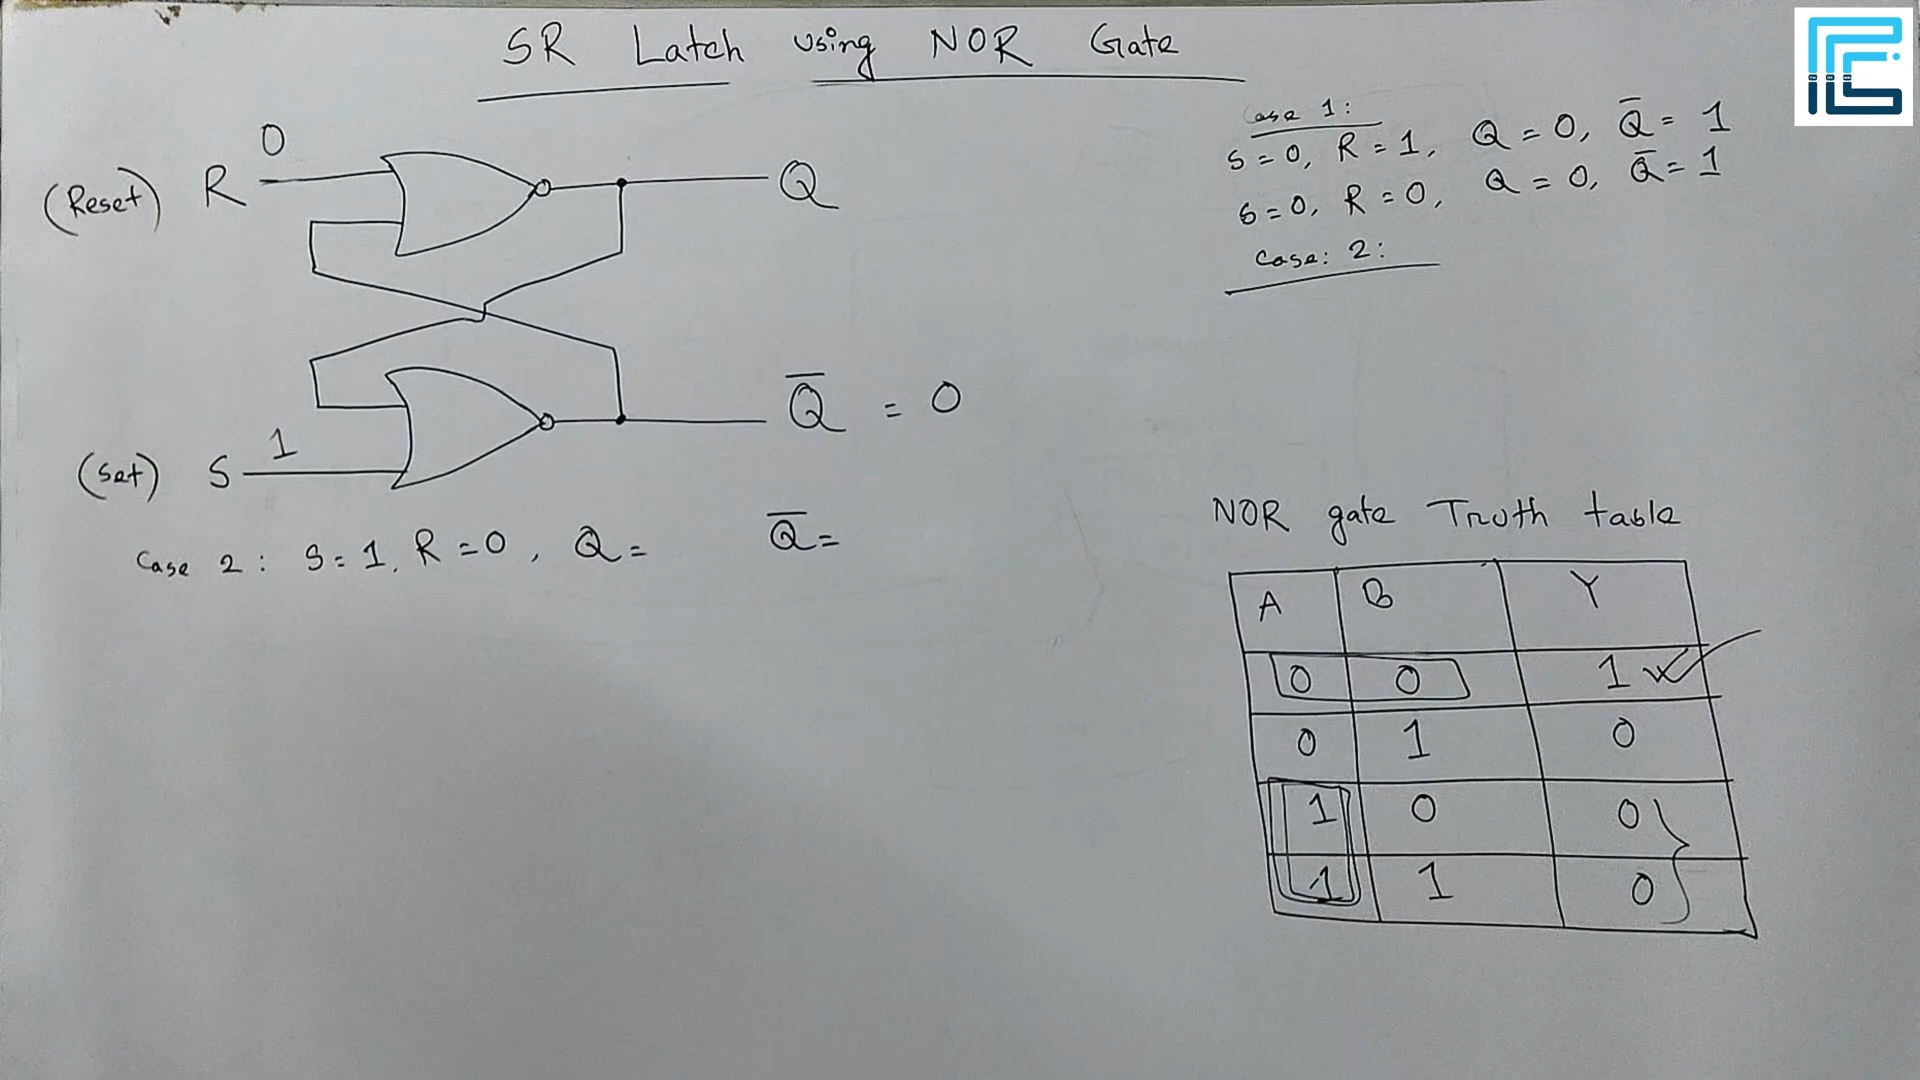 SR Latch using NOR Gate
0
(Reset) R
Q
Q̅ = 0
1
(Set) S
Case 2: S=1, R=0, Q= Q̅=
Case 1:
S=0, R=1, Q=0, Q̅=1
S=0, R=0, Q=0, Q̅=1
Case: 2:
NOR gate Truth table
A B Y
0 0 1
0 1 0
1 0 0
1 1 0